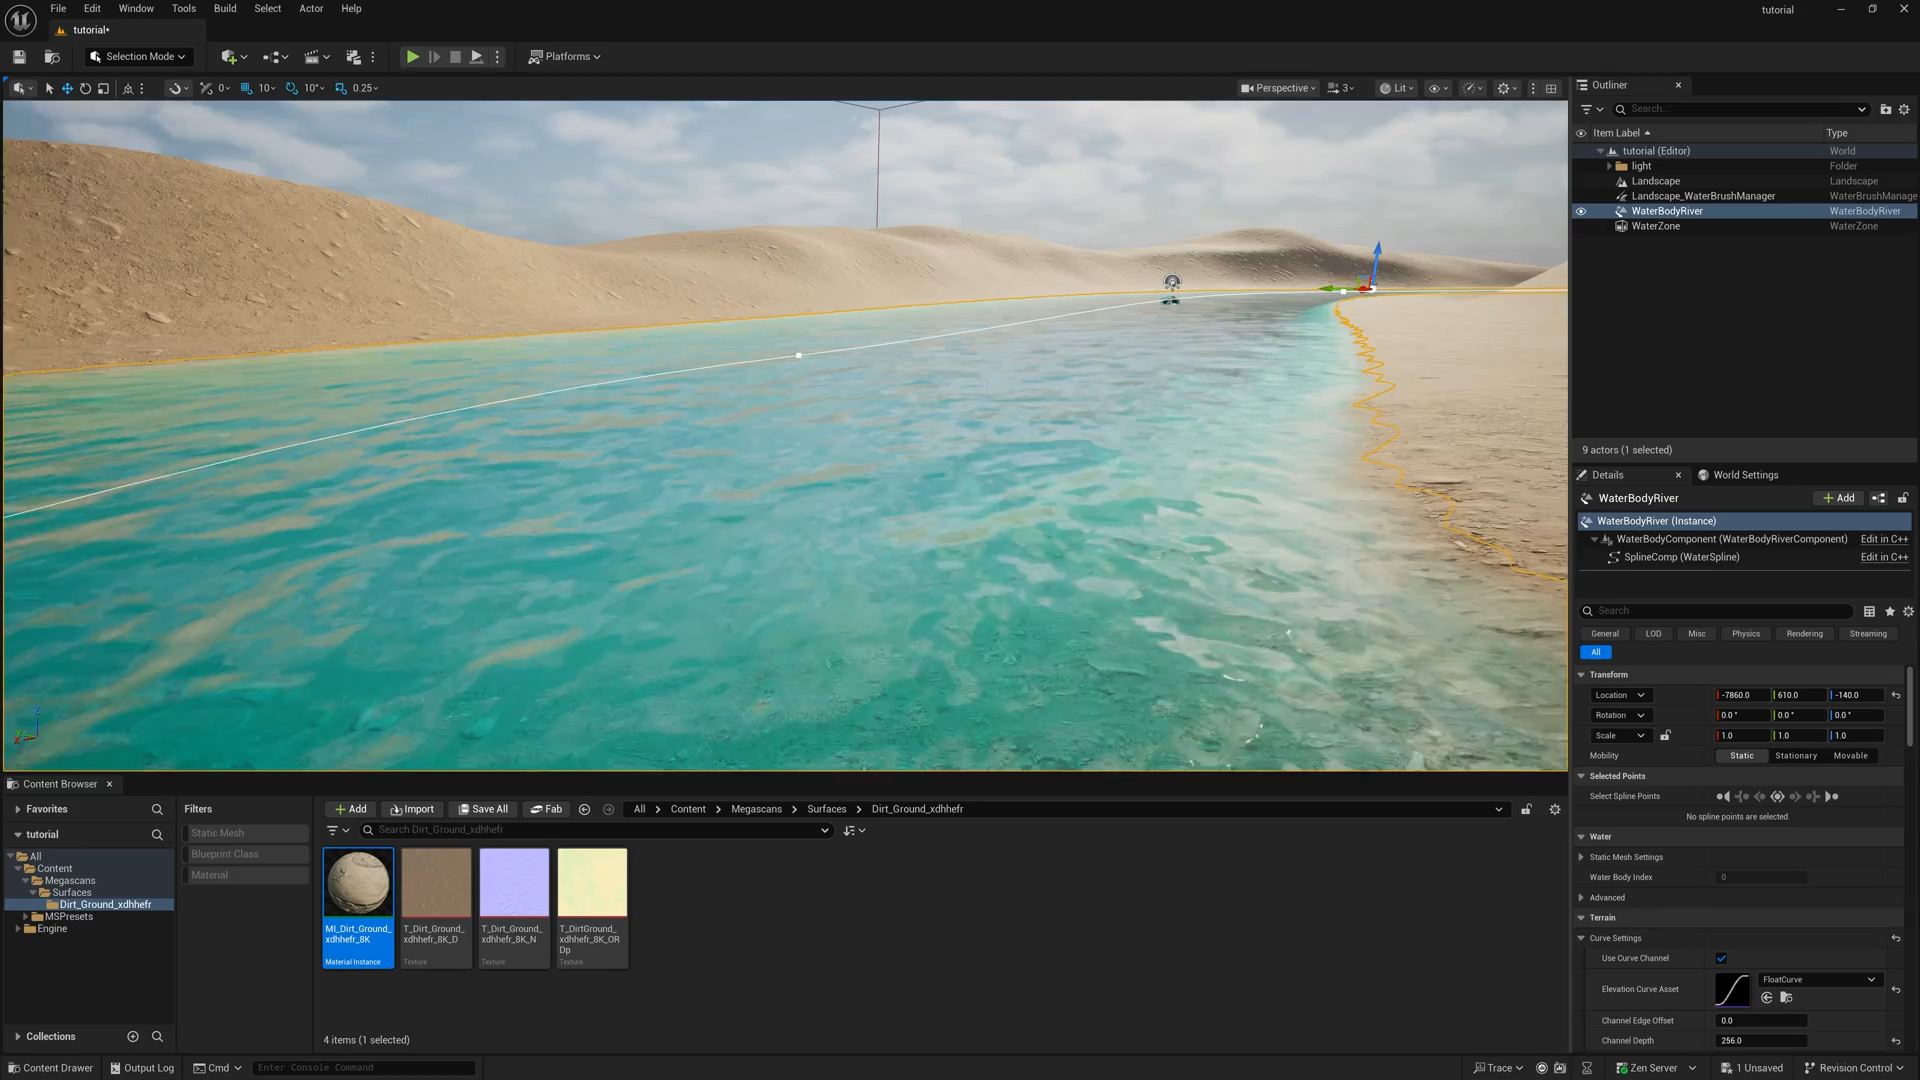 File Edit Window Tools Build Select Actor Help
tutorial
tutorial*
Selection Mode
Platforms
0
10
10°
0.25
Perspective
3
Lit
Outliner
Search...
Item Label
Type
tutorial (Editor)
World
light
Folder
Landscape
Landscape
Landscape_WaterBrushManager
WaterBrushManage
WaterBodyRiver
WaterBodyRiver
WaterZone
WaterZone
9 actors (1 selected)
Details
World Settings
WaterBodyRiver
Add
WaterBodyRiver (Instance)
WaterBodyComponent (WaterBodyRiverComponent)
Edit in C++
SplineComp (WaterSpline)
Edit in C++
Search
General LOD Misc Physics Rendering Streaming
All
Transform
Location
-7860.0 610.0 -140.0
Rotation
0.0 ° 0.0 ° 0.0 °
Scale
1.0 1.0 1.0
Mobility
Static Stationary Movable
Selected Points
Select Spline Points
No spline points are selected.
Water
Static Mesh Settings
Water Body Index
0
Advanced
Terrain
Curve Settings
Use Curve Channel
Elevation Curve Asset
FloatCurve
Channel Edge Offset
0.0
Channel Depth
256.0
Z
X
Content Browser
Favorites
tutorial
All
Content
Megascans
Surfaces
Dirt_Ground_xdhhefr
MSPresets
Engine
Collections
Filters
Static Mesh
Blueprint Class
Material
Add
Import
Save All
Fab
All
Content
Megascans
Surfaces
Dirt_Ground_xdhhefr
Search Dirt_Ground_xdhhefr
MI_Dirt_Ground_
xdhhefr_8K
Material Instance
T_Dirt_Ground_
xdhhefr_8K_D
Texture
T_Dirt_Ground_
xdhhefr_8K_N
Texture
T_DirtGround_
xdhhefr_8K_OR
Dp
Texture
4 items (1 selected)
Content Drawer
Output Log
Cmd
Enter Console Command
Trace
Zen Server
1 Unsaved
Revision Control